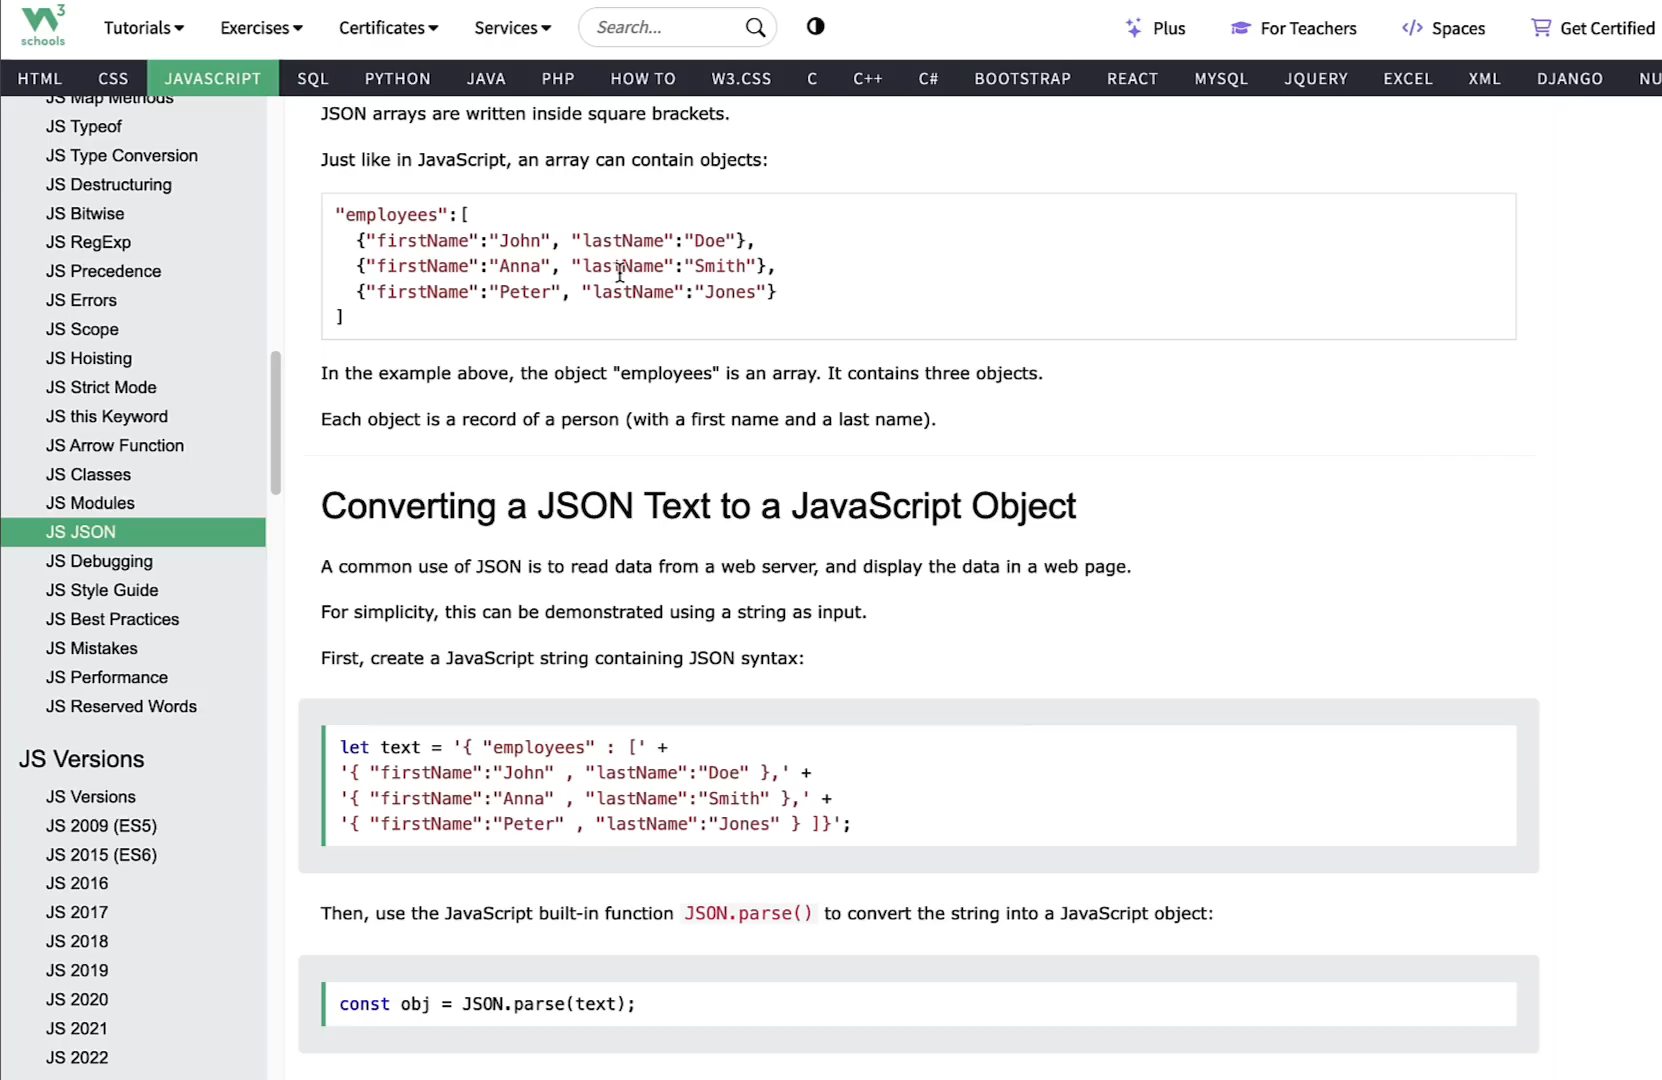 W3 schools
Tutorials Exercises Certificates Services Search... Plus For Teachers </> Spaces Get Certified
HTML CSS JAVASCRIPT SQL PYTHON JAVA PHP HOW TO W3.CSS C C++ C# BOOTSTRAP REACT MYSQL JQUERY EXCEL XML DJANGO NU
JS Map Methods
JS Typeof
JS Type Conversion
JS Destructuring
JS Bitwise
JS RegExp
JS Precedence
JS Errors
JS Scope
JS Hoisting
JS Strict Mode
JS this Keyword
JS Arrow Function
JS Classes
JS Modules
JS JSON
JS Debugging
JS Style Guide
JS Best Practices
JS Mistakes
JS Performance
JS Reserved Words
JS Versions
JS Versions
JS 2009 (ES5)
JS 2015 (ES6)
JS 2016
JS 2017
JS 2018
JS 2019
JS 2020
JS 2021
JS 2022
JSON arrays are written inside square brackets.
Just like in JavaScript, an array can contain objects:
"employees":[
{"firstName":"John", "lastName":"Doe"},
{"firstName":"Anna", "lastName":"Smith"},
{"firstName":"Peter", "lastName":"Jones"}
]
In the example above, the object "employees" is an array. It contains three objects.
Each object is a record of a person (with a first name and a last name).
Converting a JSON Text to a JavaScript Object
A common use of JSON is to read data from a web server, and display the data in a web page.
For simplicity, this can be demonstrated using a string as input.
First, create a JavaScript string containing JSON syntax:
let text = '{ "employees" : [' +
'{ "firstName":"John" , "lastName":"Doe" },' +
'{ "firstName":"Anna" , "lastName":"Smith" },' +
'{ "firstName":"Peter" , "lastName":"Jones" } ]}';
Then, use the JavaScript built-in function JSON.parse() to convert the string into a JavaScript object:
const obj = JSON.parse(text);